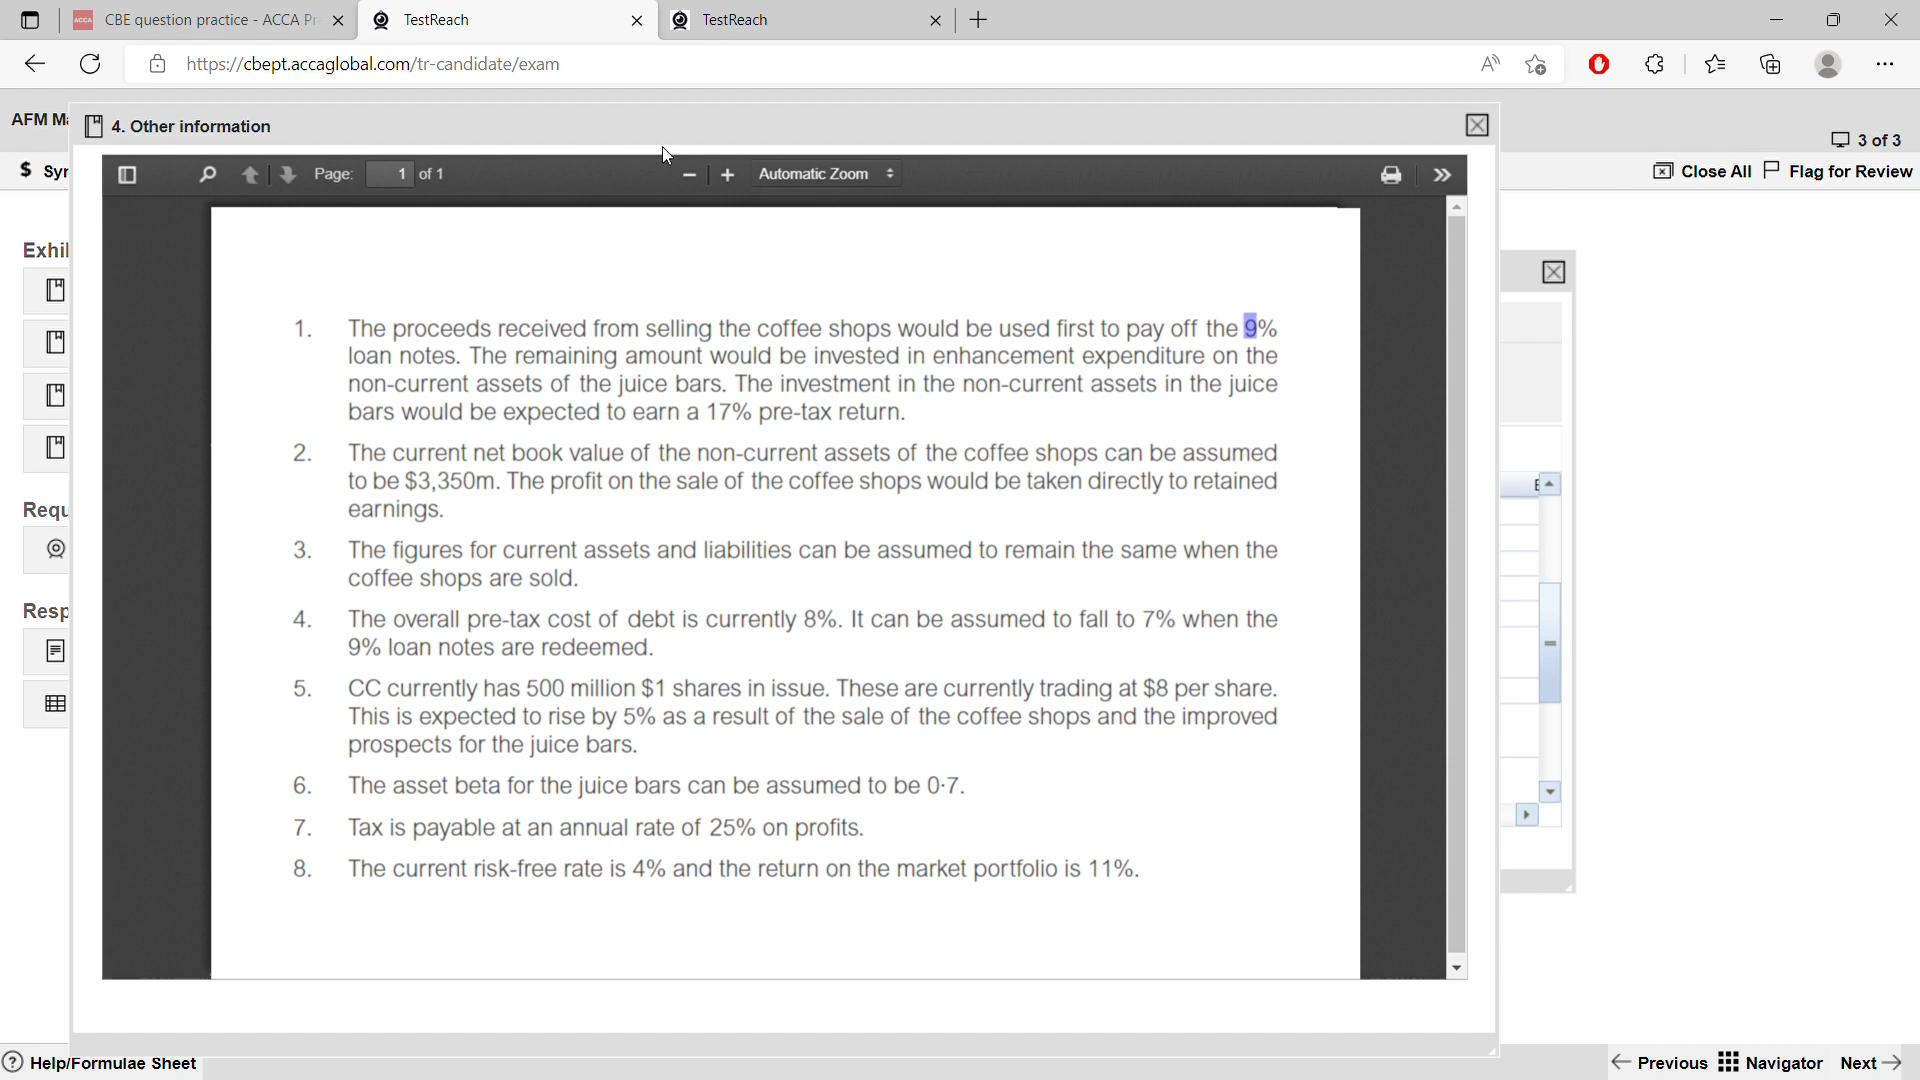 CBE question practice - ACCA Pr
TestReach
TestReach
https://cbept.accaglobal.com/tr-candidate/exam
AFM Ma
4. Other information
3 of 3
$ Syr
Close All
Flag for Review
Page: 1 of 1
Automatic Zoom
Exhil
Requ
Resp
1. The proceeds received from selling the coffee shops would be used first to pay off the 9%
loan notes. The remaining amount would be invested in enhancement expenditure on the
non-current assets of the juice bars. The investment in the non-current assets in the juice
bars would be expected to earn a 17% pre-tax return.
2. The current net book value of the non-current assets of the coffee shops can be assumed
to be $3,350m. The profit on the sale of the coffee shops would be taken directly to retained
earnings.
3. The figures for current assets and liabilities can be assumed to remain the same when the
coffee shops are sold.
4. The overall pre-tax cost of debt is currently 8%. It can be assumed to fall to 7% when the
9% loan notes are redeemed.
5. CC currently has 500 million $1 shares in issue. These are currently trading at $8 per share.
This is expected to rise by 5% as a result of the sale of the coffee shops and the improved
prospects for the juice bars.
6. The asset beta for the juice bars can be assumed to be 0·7.
7. Tax is payable at an annual rate of 25% on profits.
8. The current risk-free rate is 4% and the return on the market portfolio is 11%.
Help/Formulae Sheet
Previous
Navigator
Next